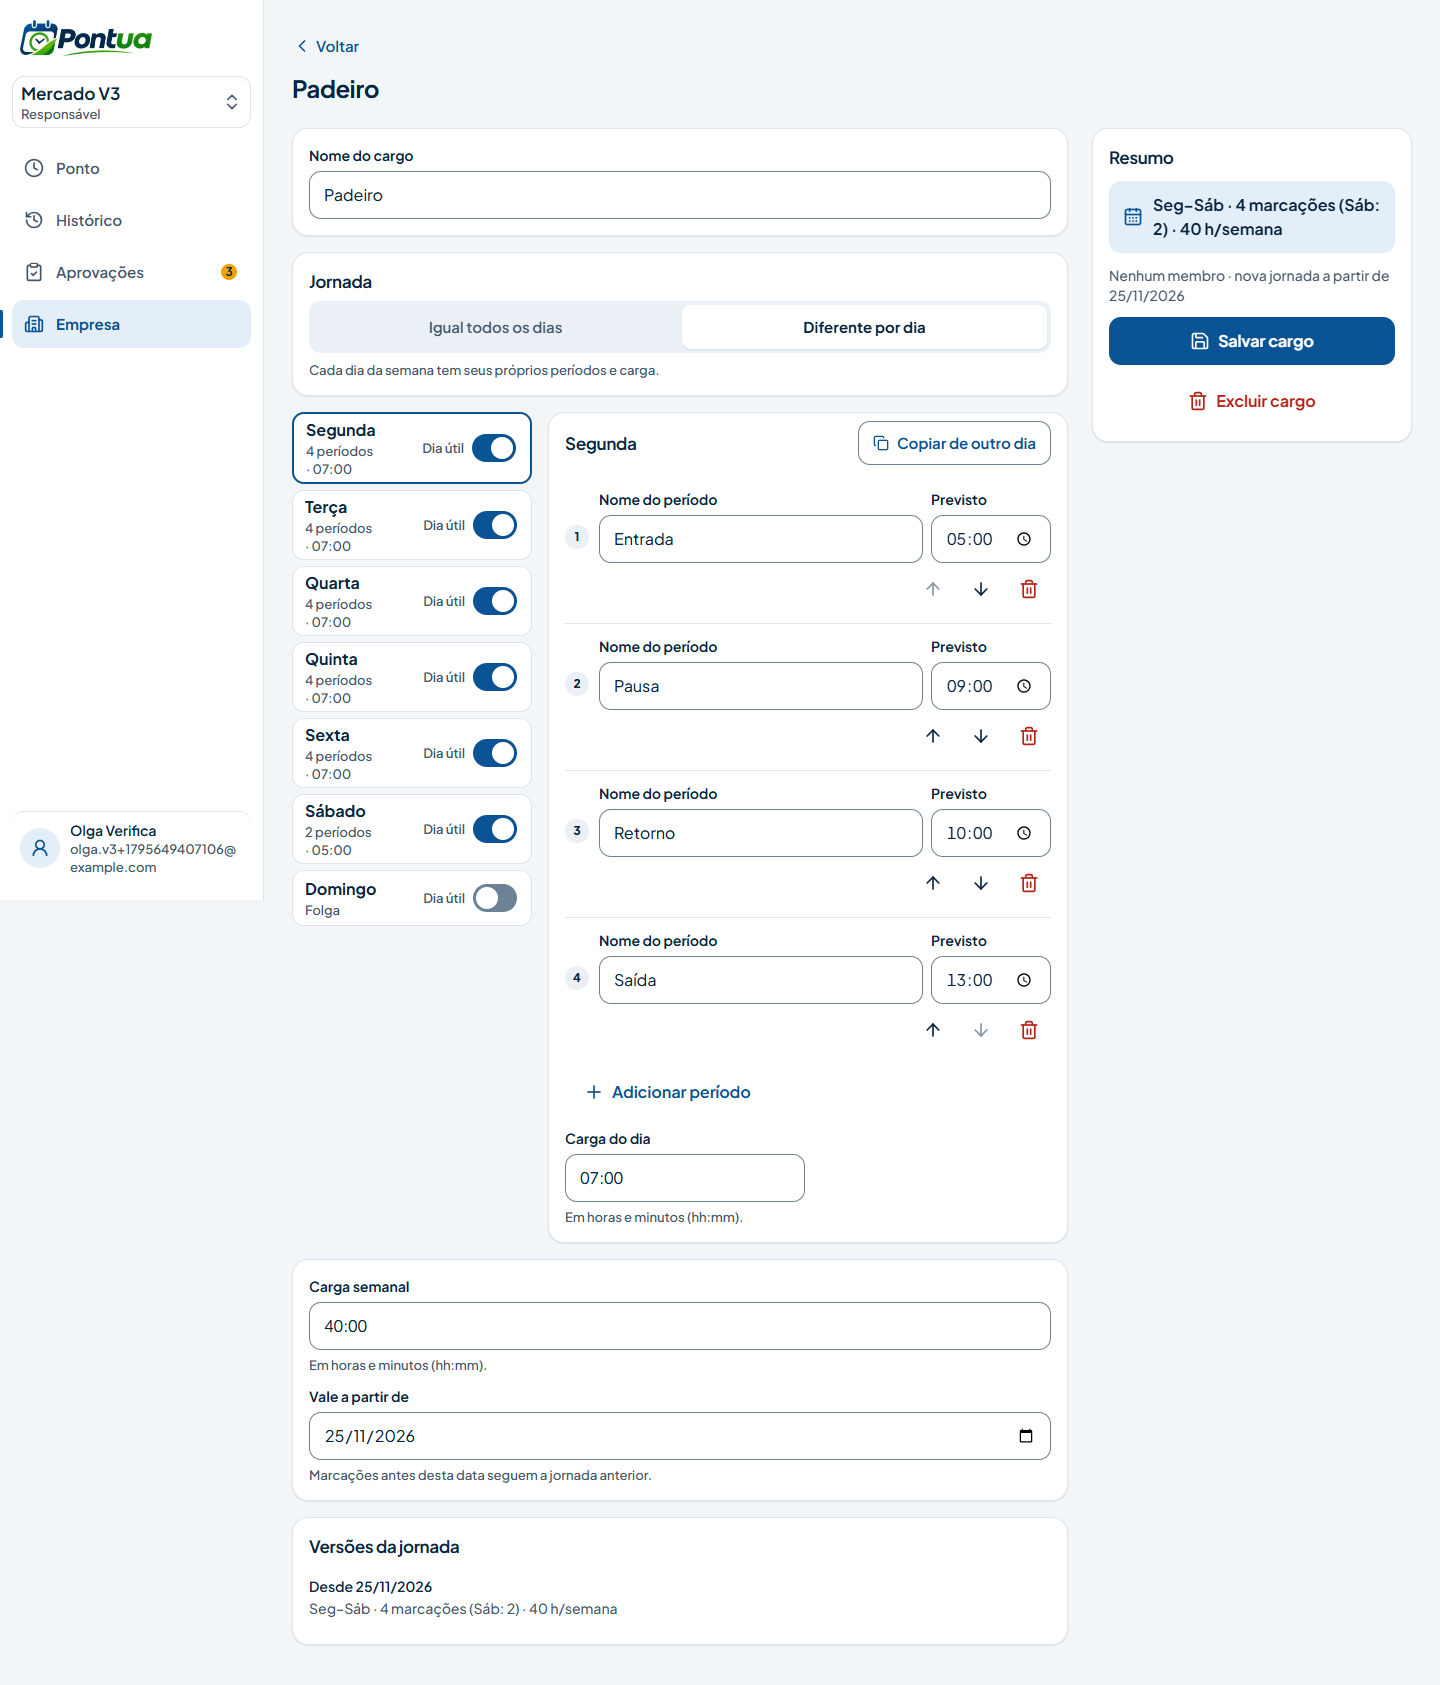 Pontua
Mercado V3
Responsável
Ponto
Histórico
Aprovações
3
Empresa
Olga Verifica
olga.v3+1795649407106@
example.com
Voltar
Padeiro
Nome do cargo
Padeiro
Jornada
Igual todos os dias
Diferente por dia
Cada dia da semana tem seus próprios períodos e carga.
Segunda
4 períodos
· 07:00
Dia útil
Terça
4 períodos
· 07:00
Dia útil
Quarta
4 períodos
· 07:00
Dia útil
Quinta
4 períodos
· 07:00
Dia útil
Sexta
4 períodos
· 07:00
Dia útil
Sábado
2 períodos
· 05:00
Dia útil
Domingo
Folga
Dia útil
Segunda
Copiar de outro dia
Nome do período
Previsto
1
Entrada
05:00
Nome do período
Previsto
2
Pausa
09:00
Nome do período
Previsto
3
Retorno
10:00
Nome do período
Previsto
4
Saída
13:00
Adicionar período
Carga do dia
07:00
Em horas e minutos (hh:mm).
Carga semanal
40:00
Em horas e minutos (hh:mm).
Vale a partir de
25/11/2026
Marcações antes desta data seguem a jornada anterior.
Versões da jornada
Desde 25/11/2026
Seg–Sáb · 4 marcações (Sáb: 2) · 40 h/semana
Resumo
Seg–Sáb · 4 marcações (Sáb:
2) · 40 h/semana
Nenhum membro · nova jornada a partir de
25/11/2026
Salvar cargo
Excluir cargo